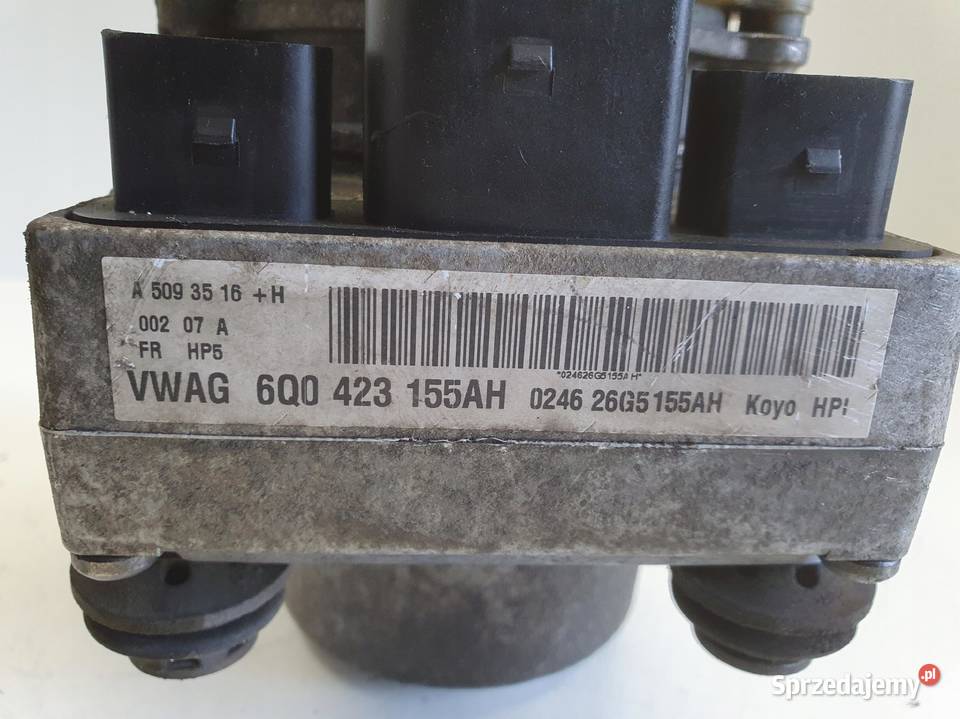 A 509 35 16 +H
002 07 A
FR HP5
*024626G5155AH*
VWAG 6Q0 423 155AH 0246 26G5155AH Koyo HPI
Sprzedajemy.pl